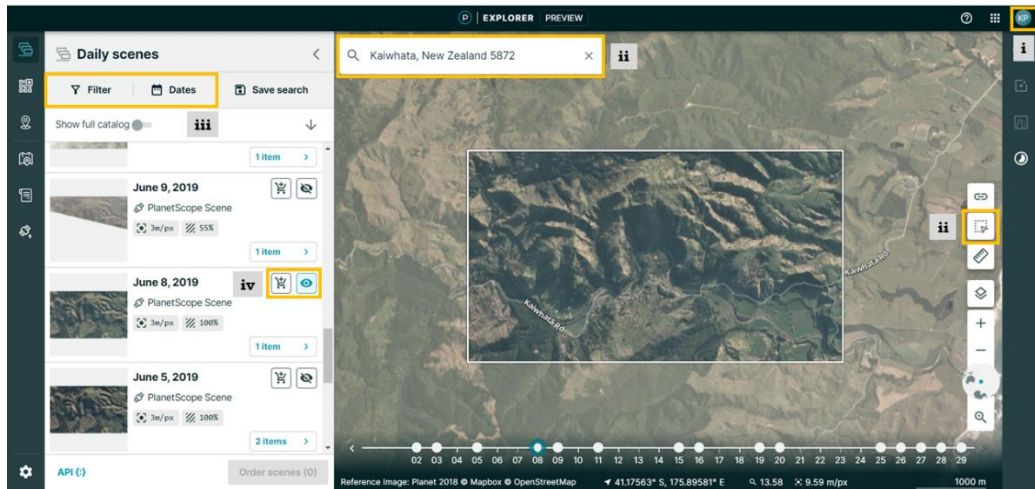 P | EXPLORER PREVIEW
KP
i
Daily scenes
Filter
Dates
Save search
Show full catalog
iii
1 item
June 9, 2019
PlanetScope Scene
3m/px
55%
1 item
iv
June 8, 2019
PlanetScope Scene
3m/px
100%
1 item
June 5, 2019
PlanetScope Scene
3m/px
100%
2 items
API {:}
Order scenes (0)
Kaiwhata, New Zealand 5872
ii
ii
Kaiwhata Rd
Kaiwhata Rd
02 03 04 05 06 07 08 09 10 11 12 13 14 15 16 17 18 19 20 21 22 23 24 25 26 27 28 29
Reference Image: Planet 2018 © Mapbox © OpenStreetMap
41.17563° S, 175.89581° E
13.58
9.59 m/px
1000 m